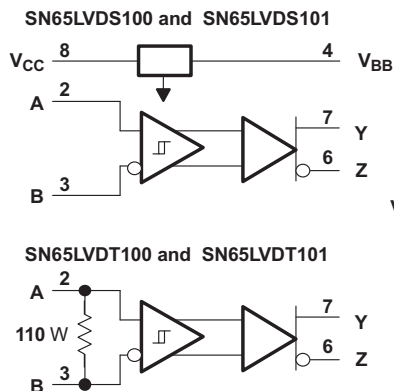 SN65LVDS100 and SN65LVDS101
VCC 8 4 VBB
A 2
7 Y
6 Z
B 3
V
SN65LVDT100 and SN65LVDT101
A 2
7 Y
110 W
6 Z
B 3